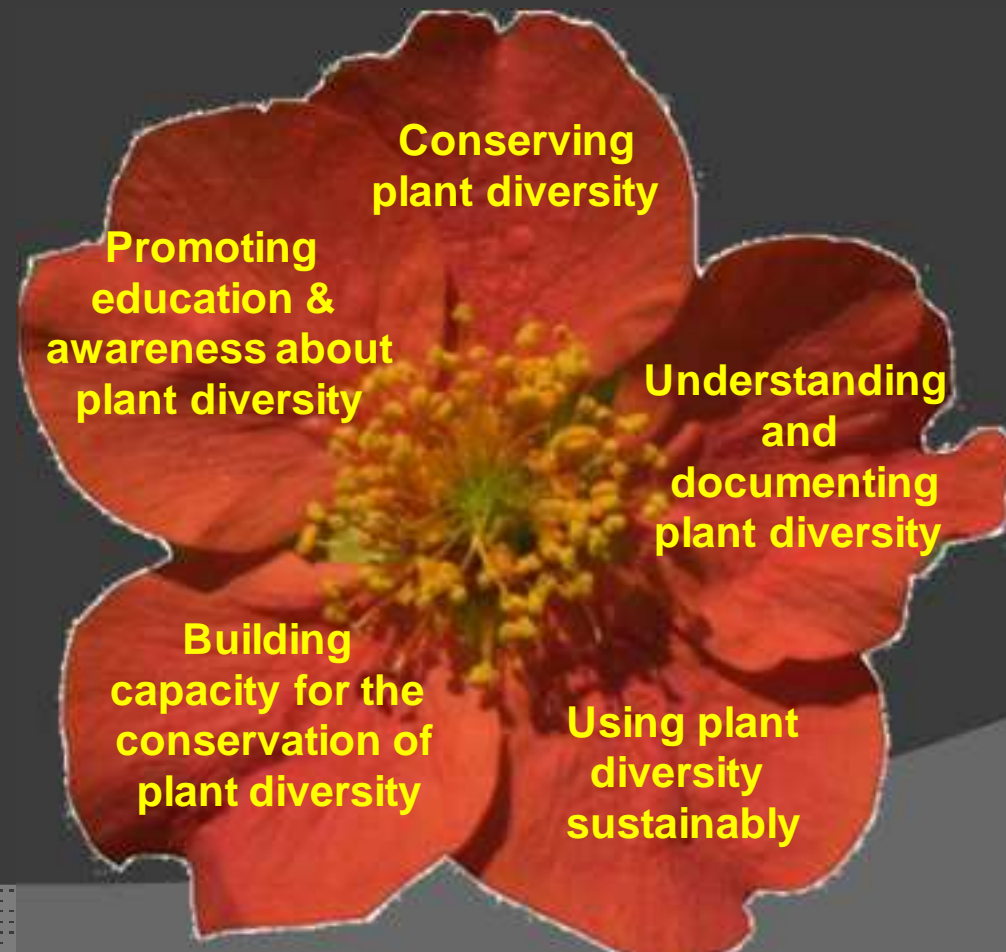 Conserving
plant diversity
Promoting
education &
awareness about
plant diversity
Understanding
and
documenting
plant diversity
Building
capacity for the
conservation of
plant diversity
Using plant
diversity
sustainably